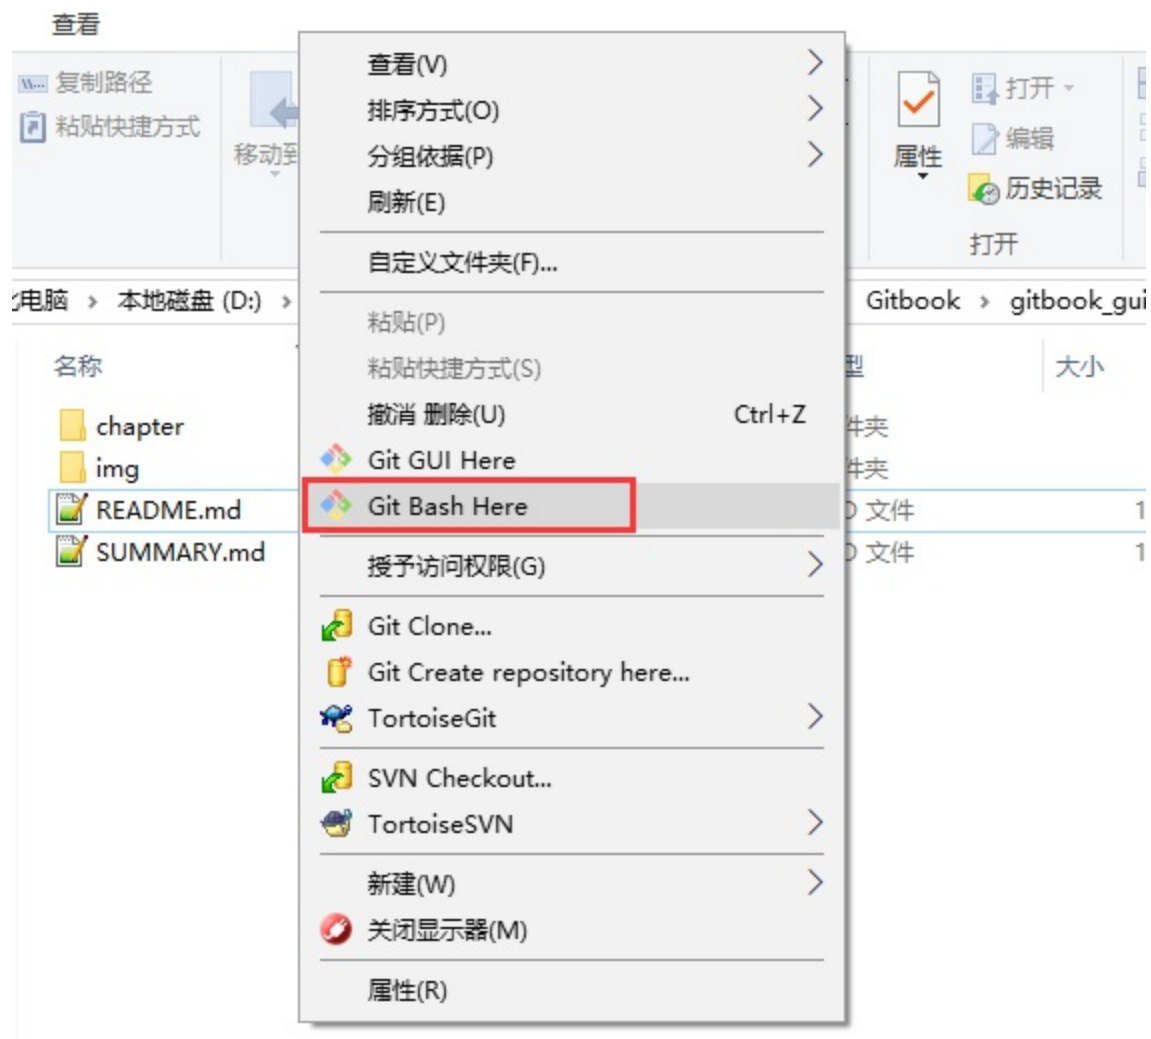 查看
复制路径
粘贴快捷方式
移动到
属性
打开
编辑
历史记录
打开
电脑 › 本地磁盘 (D:) ›
Gitbook › gitbook_gui
名称
型
大小
chapter
件夹
img
件夹
README.md
文件
1
SUMMARY.md
文件
1
查看(V)
排序方式(O)
分组依据(P)
刷新(E)
自定义文件夹(F)...
粘贴(P)
粘贴快捷方式(S)
撤消 删除(U) Ctrl+Z
Git GUI Here
Git Bash Here
授予访问权限(G)
Git Clone...
Git Create repository here...
TortoiseGit
SVN Checkout...
TortoiseSVN
新建(W)
关闭显示器(M)
属性(R)